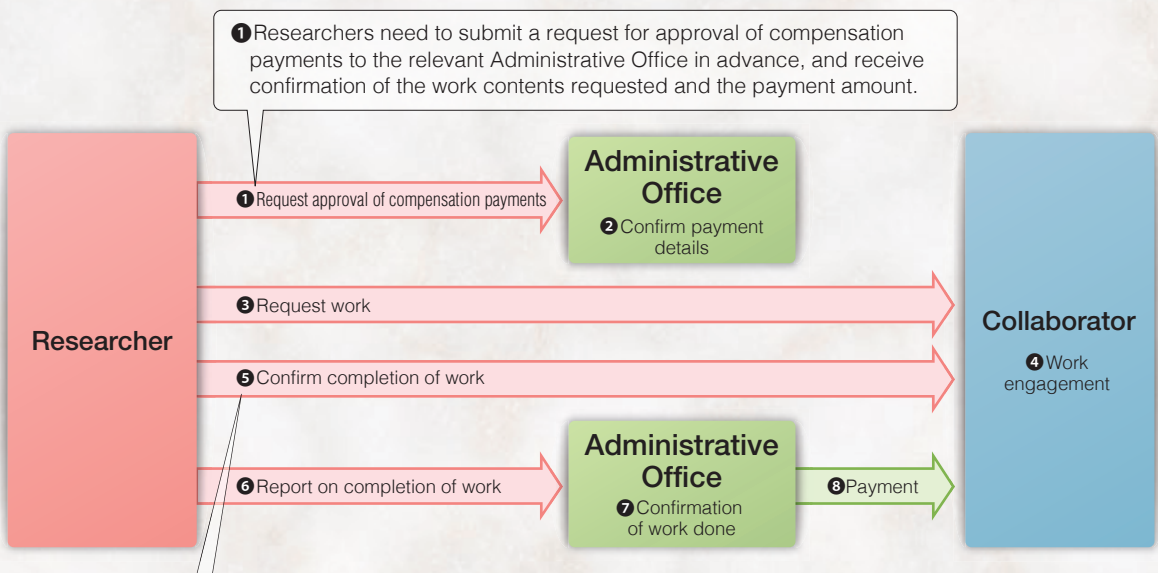 ❶Researchers need to submit a request for approval of compensation
payments to the relevant Administrative Office in advance, and receive
confirmation of the work contents requested and the payment amount.
Researcher
❶Request approval of compensation payments
Administrative
Office
❷Confirm payment
details
❸Request work
Collaborator
❹Work
engagement
❺Confirm completion of work
❻Report on completion of work
Administrative
Office
❼Confirmation
of work done
❽Payment